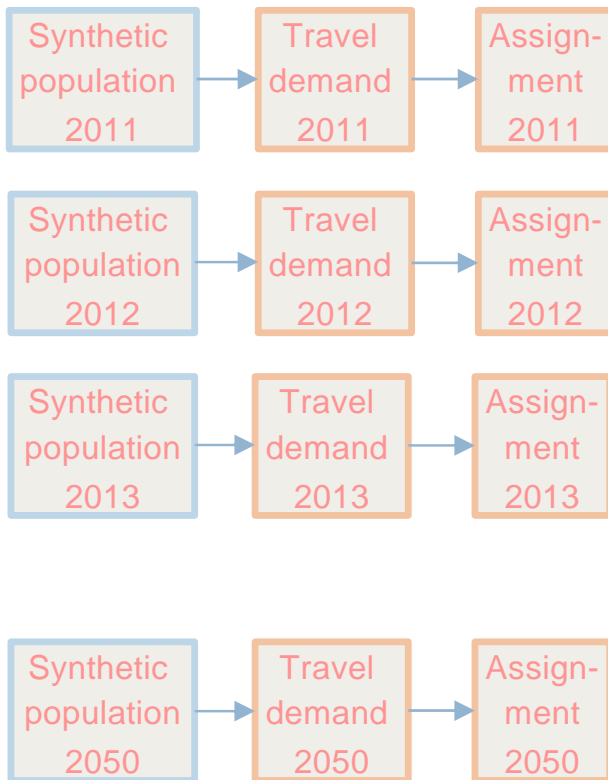 Synthetic
population
2011
Travel
demand
2011
Assign-
ment
2011
Synthetic
population
2012
Travel
demand
2012
Assign-
ment
2012
Synthetic
population
2013
Travel
demand
2013
Assign-
ment
2013
Synthetic
population
2050
Travel
demand
2050
Assign-
ment
2050